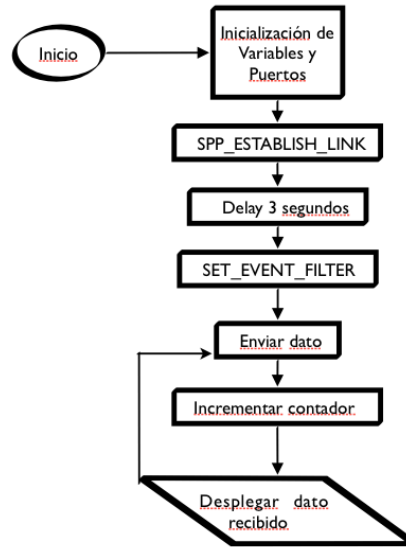 Inicio
Inicialización de
Variables y
Puertos
SPP_ESTABLISH_LINK
Delay 3 segundos
SET_EVENT_FILTER
Enviar dato
Incrementar contador
Desplegar dato
recibido